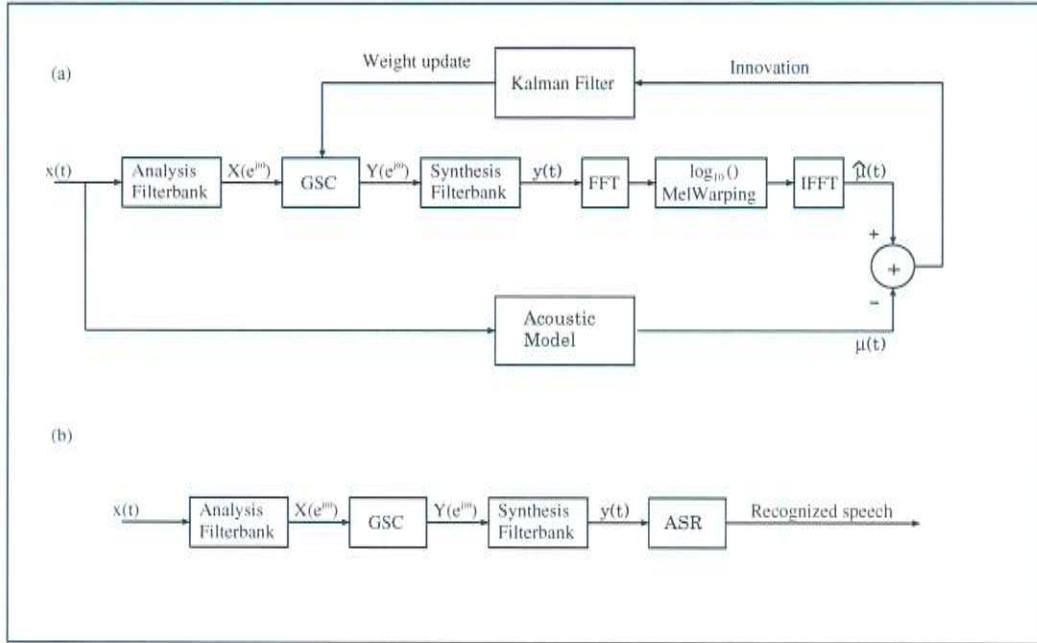 (a)
Weight update
Kalman Filter
Innovation
x(t)
Analysis
Filterbank
X(e^jω)
GSC
Y(e^jω)
Synthesis
Filterbank
y(t)
FFT
log₁₀()
MelWarping
IFFT
μ̂(t)
+
+
−
Acoustic
Model
μ(t)
(b)
x(t)
Analysis
Filterbank
X(e^jω)
GSC
Y(e^jω)
Synthesis
Filterbank
y(t)
ASR
Recognized speech